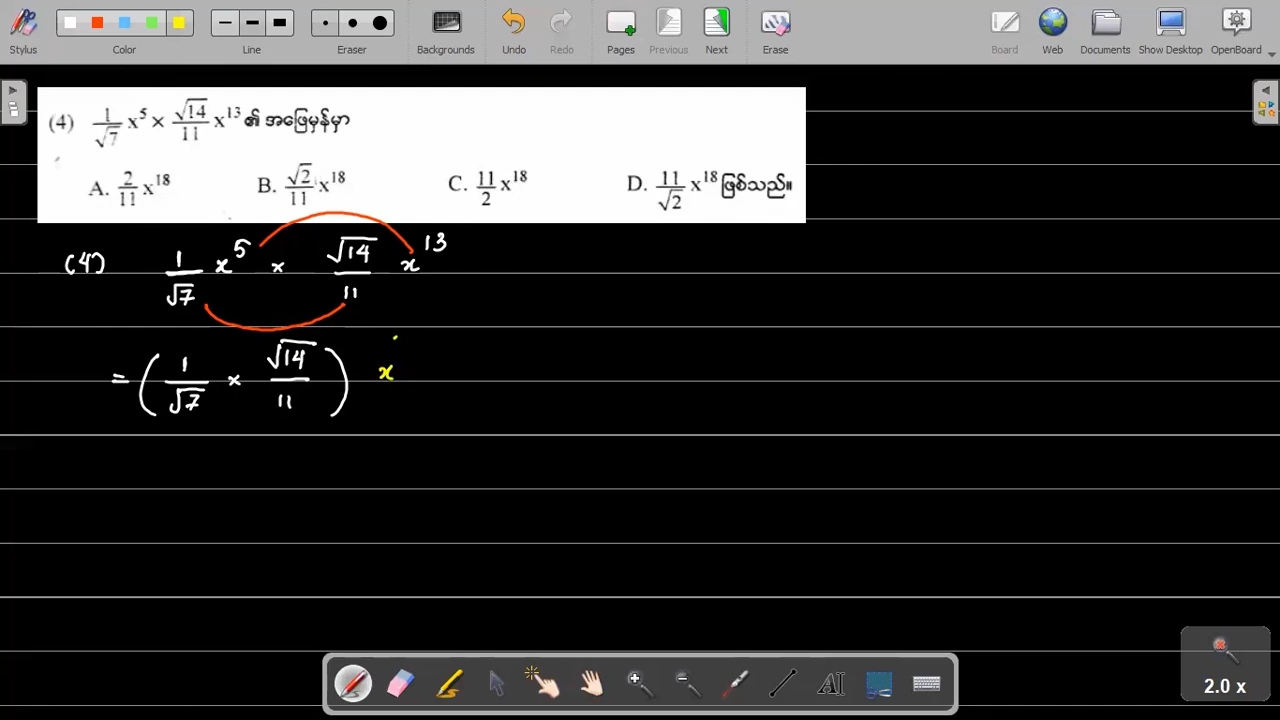 Stylus Color Line Eraser Backgrounds Undo Redo Pages Previous Next Erase Board Web Documents Show Desktop OpenBoard
(4) 1/√7 x⁵ × √14/11 x¹³ ၏ အဖြေမှန်မှာ
A. 2/11 x¹⁸ B. √2/11 x¹⁸ C. 11/2 x¹⁸ D. 11/√2 x¹⁸ ဖြစ်သည်။
(4) 1/√7 x⁵ × √14/11 x¹³
= (1/√7 × √14/11) x
2.0 x